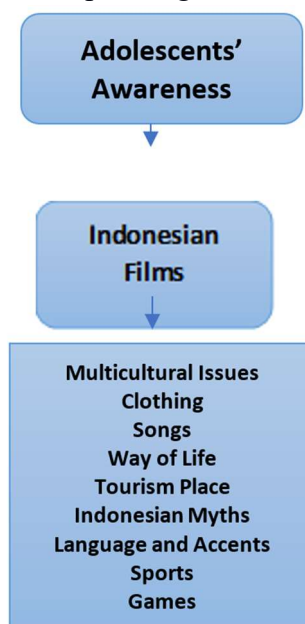 Adolescents'
Awareness
Indonesian
Films
Multicultural Issues
Clothing
Songs
Way of Life
Tourism Place
Indonesian Myths
Language and Accents
Sports
Games